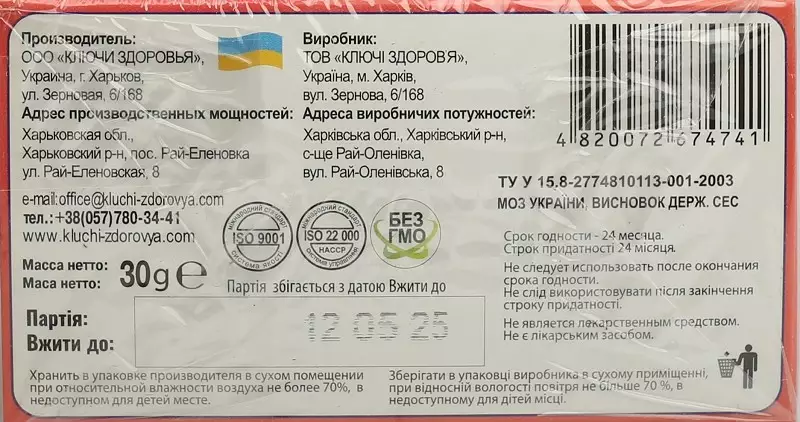 Производитель:
ООО «КЛЮЧИ ЗДОРОВЬЯ»,
Украина, г. Харьков,
ул. Зерновая, 6/168
Адрес производственных мощностей:
Харьковская обл.,
Харьковский р-н, пос. Рай-Еленовка
ул. Рай-Еленовская, 8
e-mail:office@kluchi-zdorovya.com
тел.:+38(057)780-34-41
www.kluchi-zdorovya.com
Виробник:
ТОВ «КЛЮЧІ ЗДОРОВ'Я»,
Україна, м. Харків,
вул. Зернова, 6/168
Адреса виробничих потужностей:
Харківська обл., Харківський р-н,
с-ще Рай-Оленівка,
вул. Рай-Оленівська, 8
4 820072 674741
ТУ У 15.8-2774810113-001-2003
МОЗ УКРАЇНИ, ВИСНОВОК ДЕРЖ. СЕС
міжнародний стандарт
ISO 9001
система якості
міжнародний стандарт
ISO 22 000
HACCP
система управління
БЕЗ
ГМО
Срок годности - 24 месяца.
Строк придатності 24 місяця.
Не следует использовать после окончания
срока годности.
Не слід використовувати після закінчення
строку придатності.
Не является лекарственным средством.
Не є лікарським засобом.
Масса нетто:
Маса нетто:
30g℮
Партія збігається з датою Вжити до
Партія:
Вжити до:
12 05 25
Хранить в упаковке производителя в сухом помещении
при относительной влажности воздуха не более 70%, в
недоступном для детей месте.
Зберігати в упаковці виробника в сухому приміщенні,
при відносній вологості повітря не більше 70 %, в
недоступному для дітей місці.